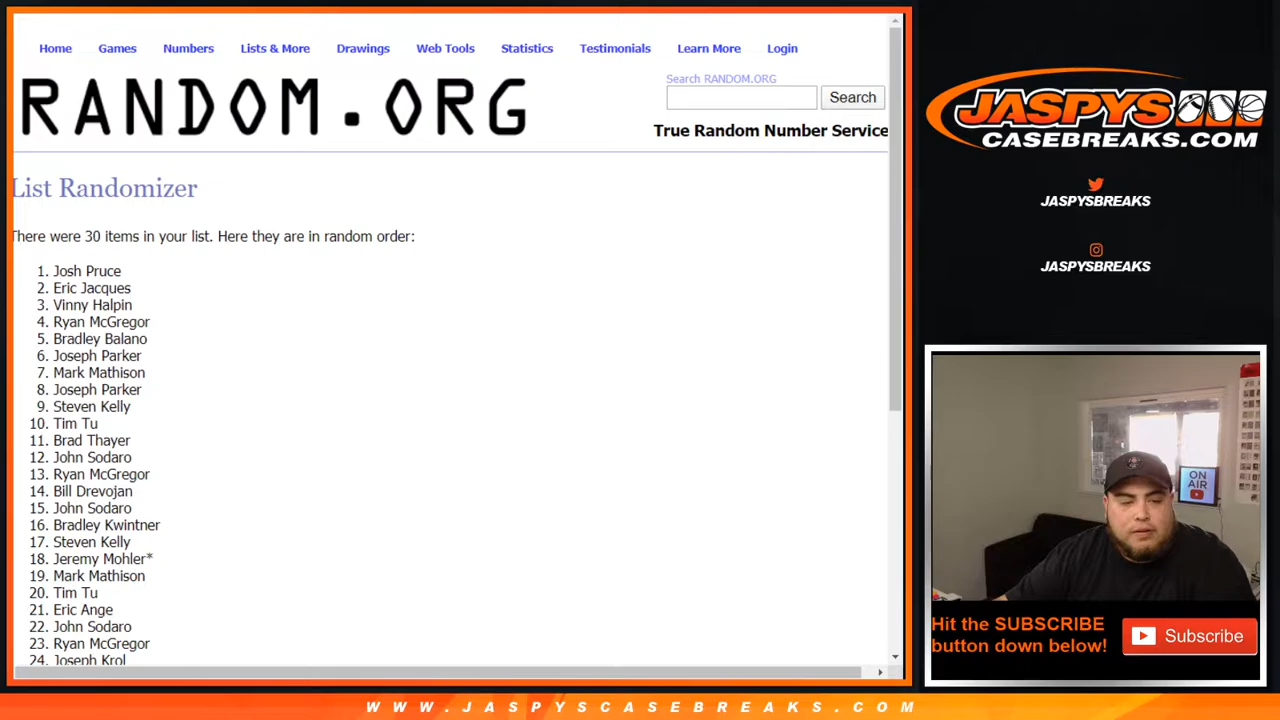 Home Games Numbers Lists & More Drawings Web Tools Statistics Testimonials Learn More Login
RANDOM.ORG
Search RANDOM.ORG
Search
True Random Number Service
List Randomizer
There were 30 items in your list. Here they are in random order:
1. Josh Pruce
2. Eric Jacques
3. Vinny Halpin
4. Ryan McGregor
5. Bradley Balano
6. Joseph Parker
7. Mark Mathison
8. Joseph Parker
9. Steven Kelly
10. Tim Tu
11. Brad Thayer
12. John Sodaro
13. Ryan McGregor
14. Bill Drevojan
15. John Sodaro
16. Bradley Kwintner
17. Steven Kelly
18. Jeremy Mohler*
19. Mark Mathison
20. Tim Tu
21. Eric Ange
22. John Sodaro
23. Ryan McGregor
24. Joseph Krol
JASPYS
CASEBREAKS.COM
JASPYSBREAKS
JASPYSBREAKS
ON
AIR
Hit the SUBSCRIBE
button down below!
Subscribe
WWW.JASPYSCASEBREAKS.COM